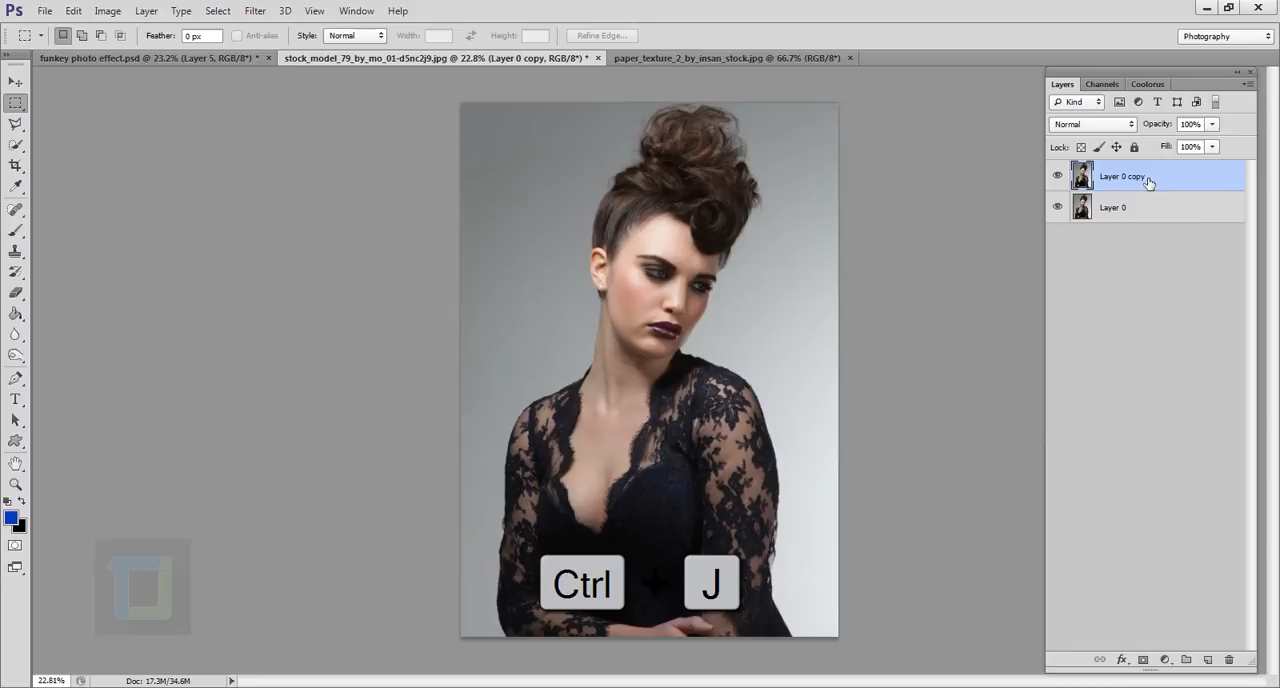 Ps File Edit Image Layer Type Select Filter 3D View Window Help
Feather: 0 px Anti-alias Style: Normal Width: Height: Refine Edge... Photography
funkey photo effect.psd @ 23.2% (Layer 5, RGB/8*) * × stock_model_79_by_mo_01-d5nc2j9.jpg @ 22.8% (Layer 0 copy, RGB/8*) * × paper_texture_2_by_insan_stock.jpg @ 66.7% (RGB/8*) ×
Layers Channels Coolorus
Kind
Normal Opacity: 100%
Lock: Fill: 100%
Layer 0 copy
Layer 0
Ctrl + J
22.81% Doc: 17.3M/34.6M